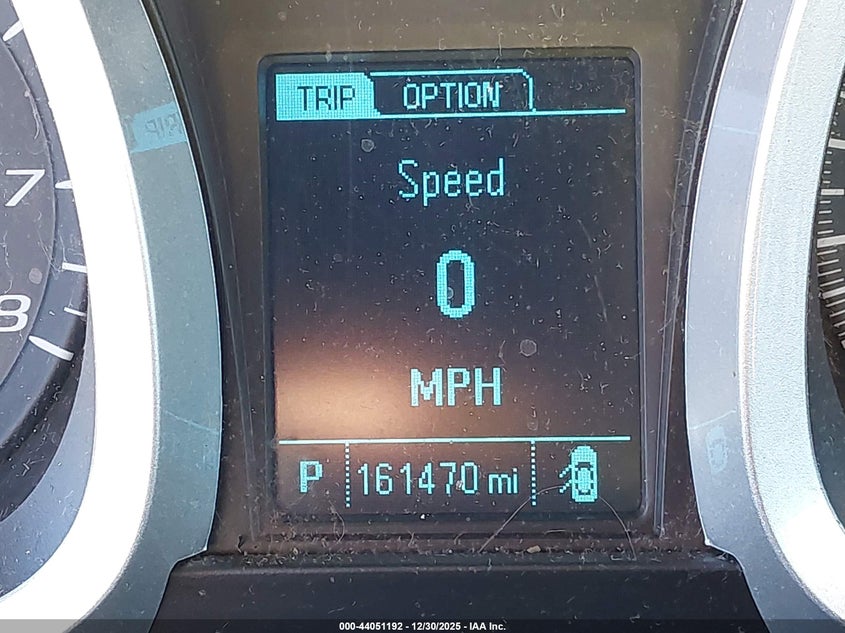 TRIP OPTION
Speed
7
0
8
MPH
P 161470 mi
000-44051192 - 12/30/2025 - IAA Inc.